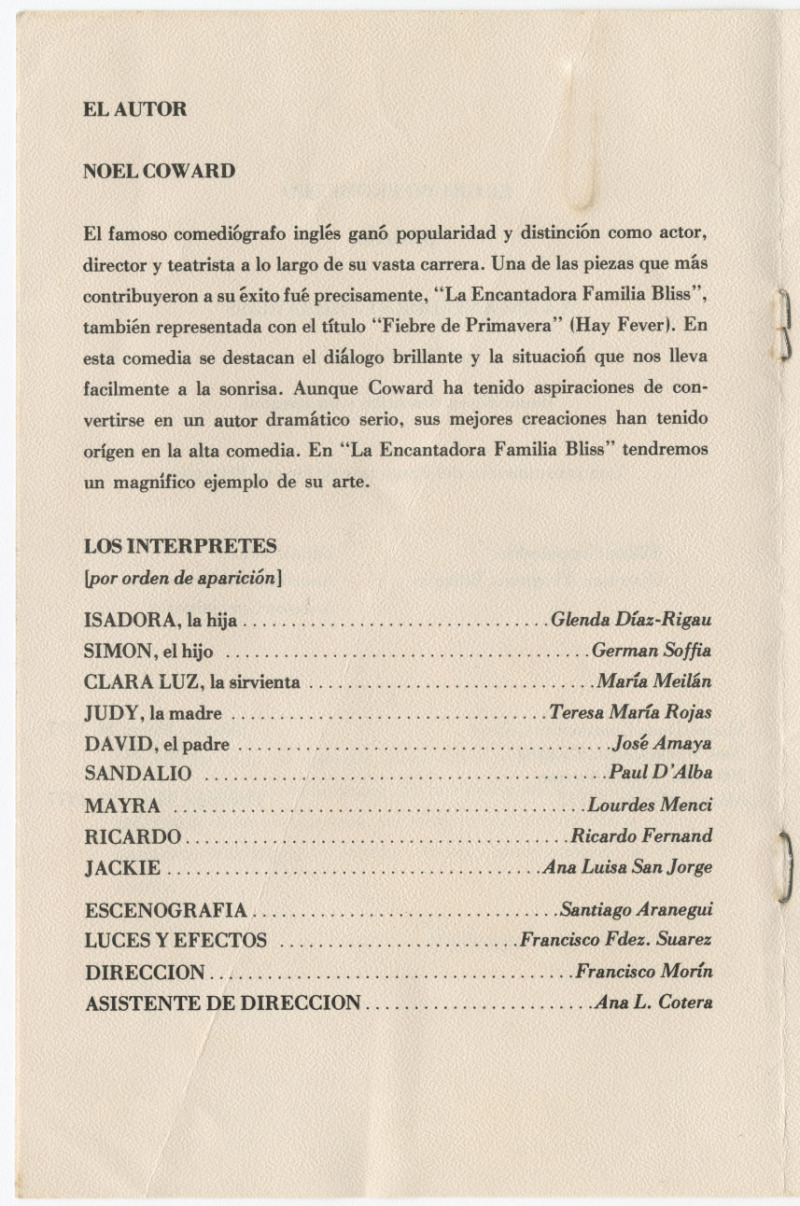 EL AUTOR
NOEL COWARD
El famoso comediógrafo inglés ganó popularidad y distinción como actor,
director y teatrista a lo largo de su vasta carrera. Una de las piezas que más
contribuyeron a su éxito fué precisamente, "La Encantadora Familia Bliss",
también representada con el título "Fiebre de Primavera" (Hay Fever). En
esta comedia se destacan el diálogo brillante y la situación que nos lleva
facilmente a la sonrisa. Aunque Coward ha tenido aspiraciones de con-
vertirse en un autor dramático serio, sus mejores creaciones han tenido
orígen en la alta comedia. En "La Encantadora Familia Bliss" tendremos
un magnífico ejemplo de su arte.
LOS INTERPRETES
[por orden de aparición]
ISADORA, la hija ................................Glenda Díaz-Rigau
SIMON, el hijo ......................................German Soffia
CLARA LUZ, la sirvienta ..............................María Meilán
JUDY, la madre .................................Teresa María Rojas
DAVID, el padre .......................................José Amaya
SANDALIO ..........................................Paul D'Alba
MAYRA ...........................................Lourdes Menci
RICARDO........................................Ricardo Fernand
JACKIE .......................................Ana Luisa San Jorge
ESCENOGRAFIA................................Santiago Aranegui
LUCES Y EFECTOS .........................Francisco Fdez. Suarez
DIRECCION......................................Francisco Morín
ASISTENTE DE DIRECCION........................Ana L. Cotera